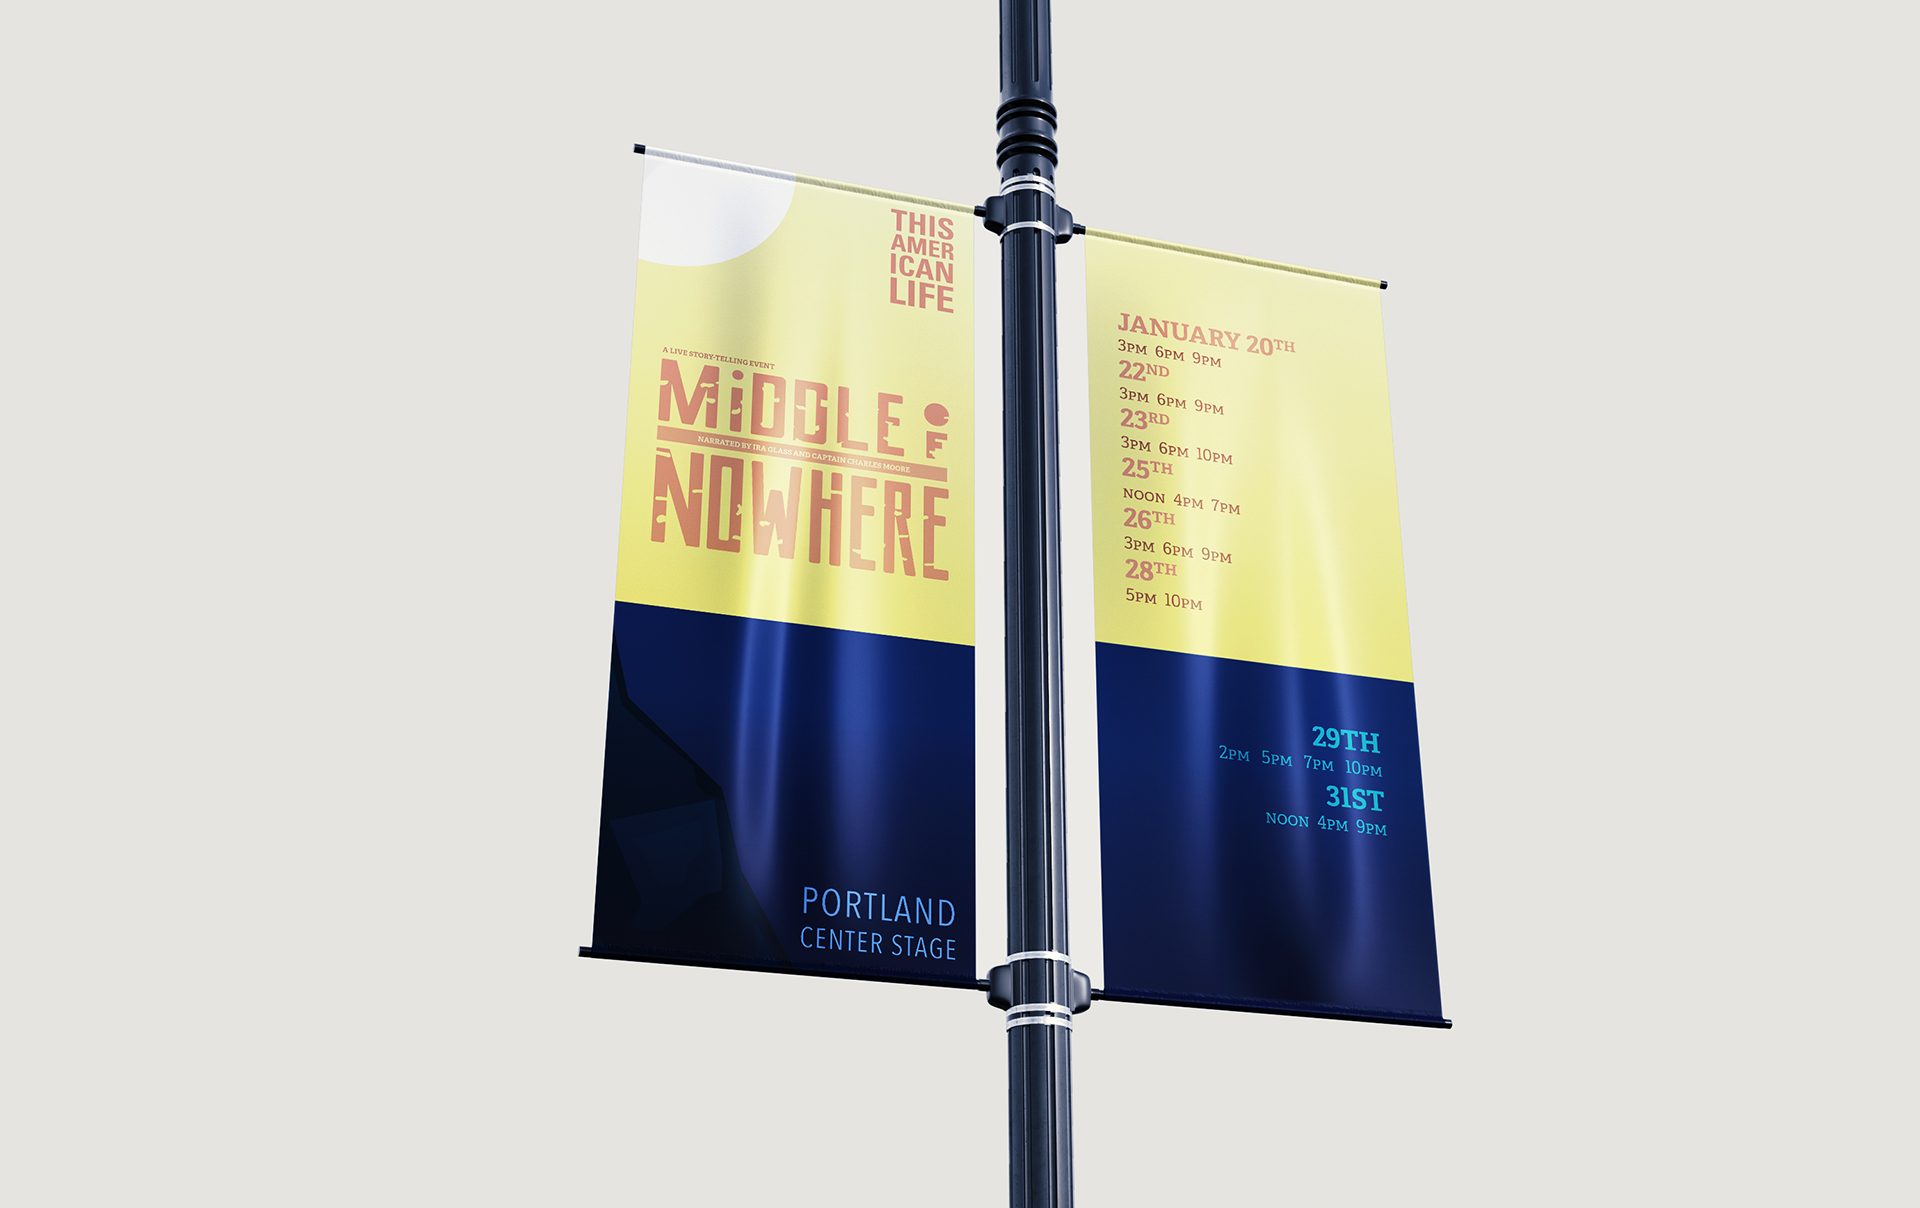 THIS
AMER
ICAN
LIFE
A LIVE STORY-TELLING EVENT
MiDDLE OF
NARRATED BY IRA GLASS AND CAPTAIN CHARLES MOORE
NOWHERE
PORTLAND
CENTER STAGE
JANUARY 20TH
3PM 6PM 9PM
22ND
3PM 6PM 9PM
23RD
3PM 6PM 10PM
25TH
NOON 4PM 7PM
26TH
3PM 6PM 9PM
28TH
5PM 10PM
29TH
2PM 5PM 7PM 10PM
31ST
NOON 4PM 9PM